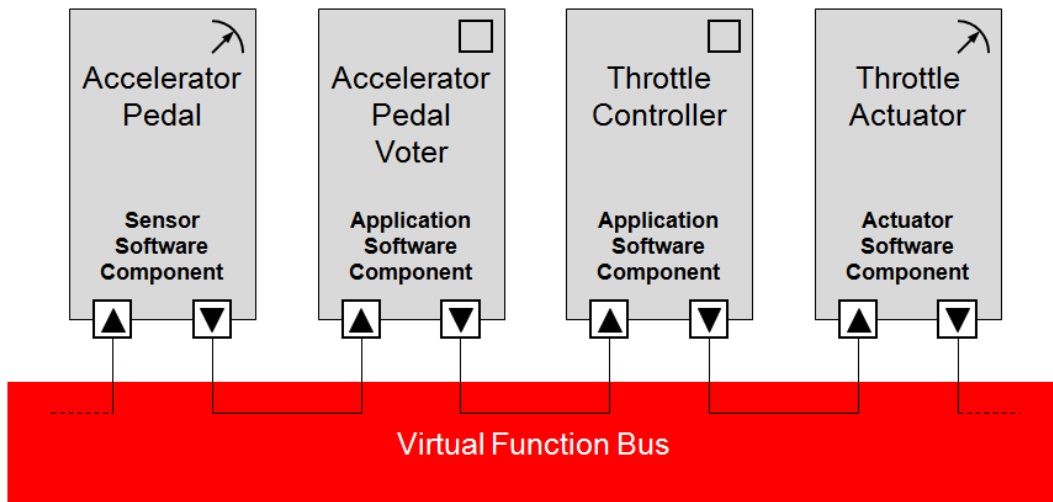 Accelerator
Pedal
Sensor
Software
Component
Accelerator
Pedal
Voter
Application
Software
Component
Throttle
Controller
Application
Software
Component
Throttle
Actuator
Actuator
Software
Component
Virtual Function Bus